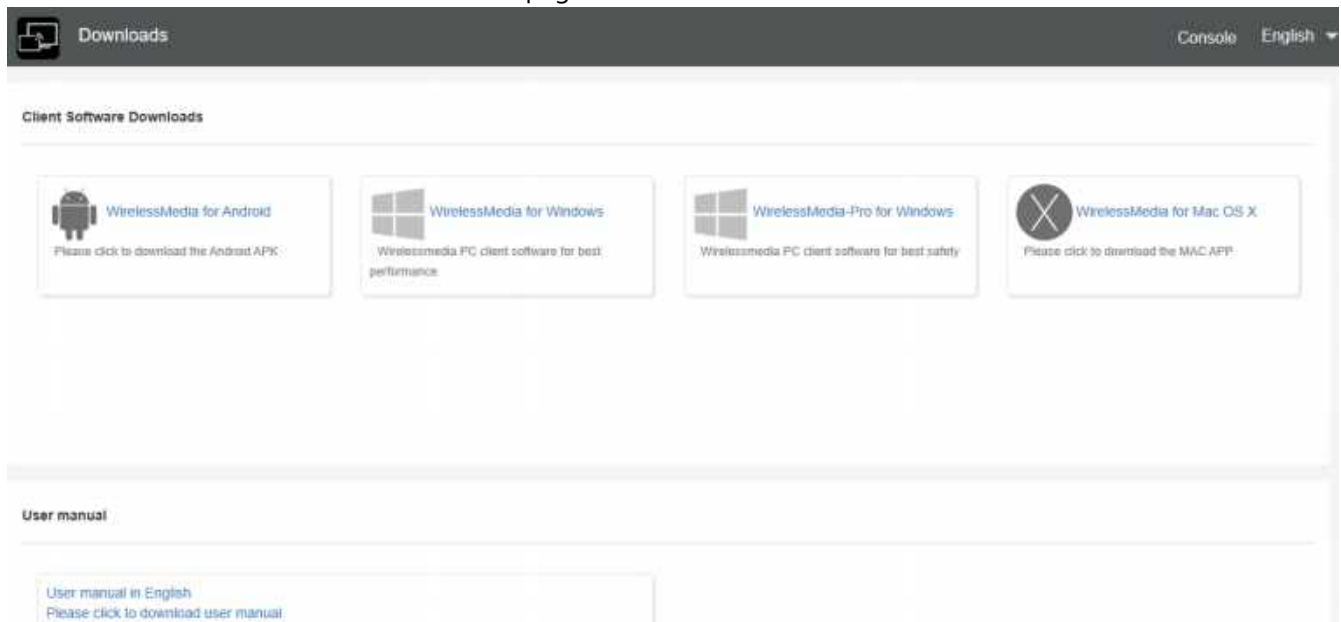 Downloads
Console English
Client Software Downloads
WirelessMedia for Android
Please click to download the Android APK
WirelessMedia for Windows
Wirelessmedia PC client software for best
performance
WirelessMedia-Pro for Windows
Wirelessmedia PC client software for best safety
WirelessMedia for Mac OS X
Please click to download the MAC APP
User manual
User manual in English
Please click to download user manual